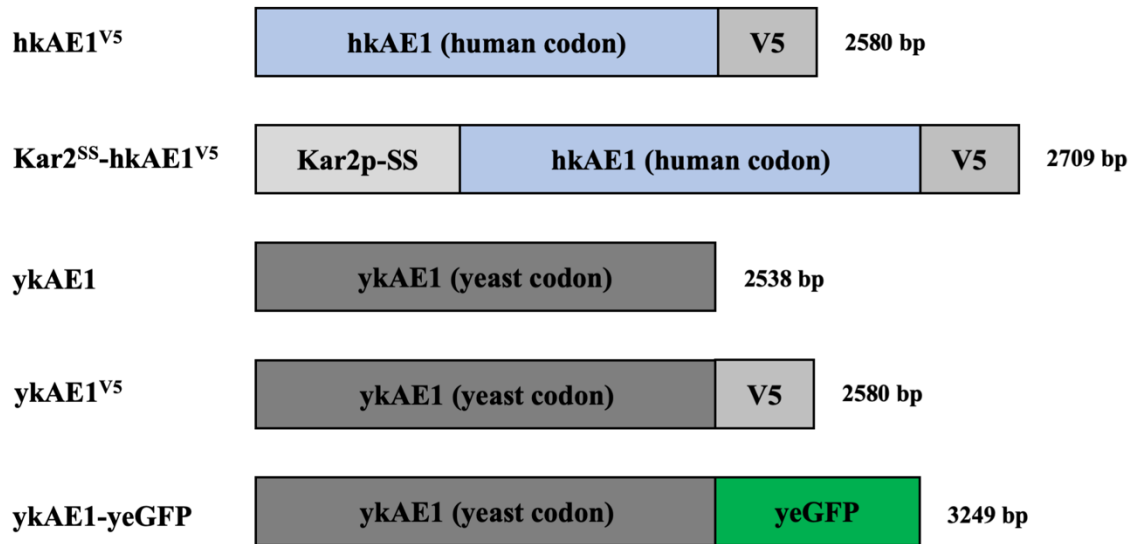 hkAE1ⱽ⁵ hkAE1 (human codon) V5 2580 bp
Kar2ˢˢ-hkAE1ⱽ⁵ Kar2p-SS hkAE1 (human codon) V5 2709 bp
ykAE1 ykAE1 (yeast codon) 2538 bp
ykAE1ⱽ⁵ ykAE1 (yeast codon) V5 2580 bp
ykAE1-yeGFP ykAE1 (yeast codon) yeGFP 3249 bp